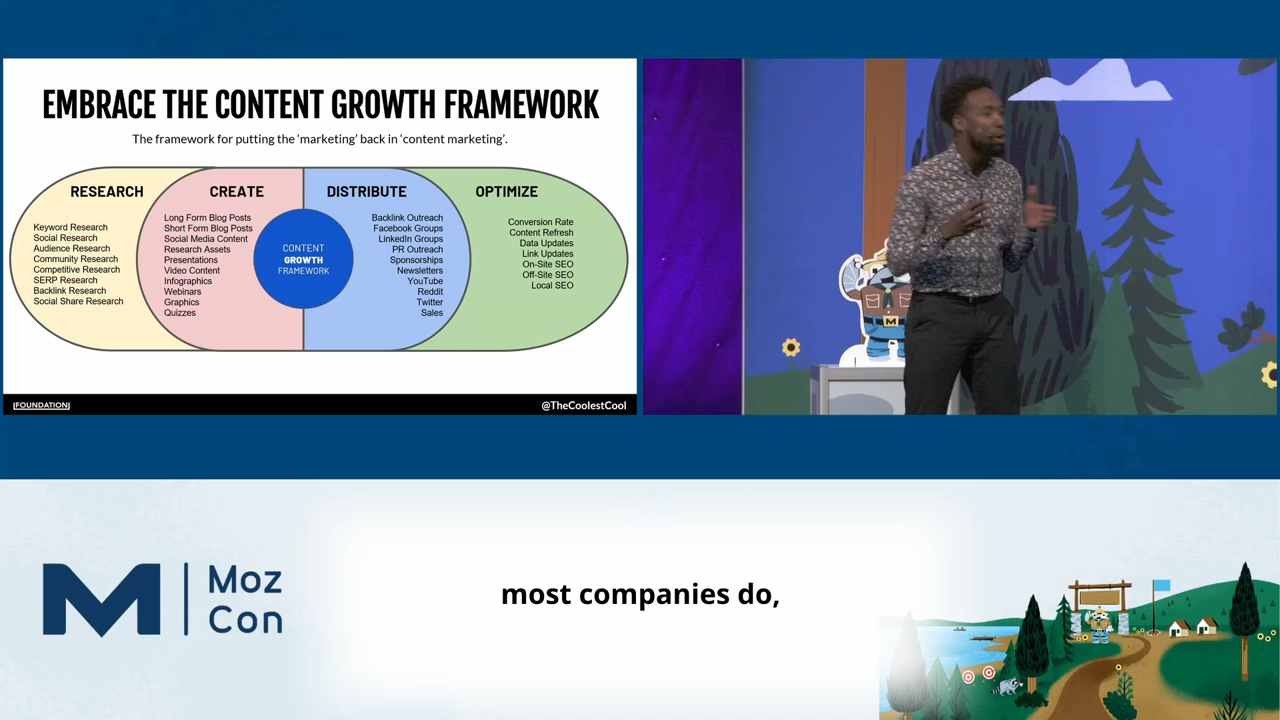 EMBRACE THE CONTENT GROWTH FRAMEWORK
The framework for putting the ‘marketing’ back in ‘content marketing’.
RESEARCH
Keyword Research
Social Research
Audience Research
Community Research
Competitive Research
SERP Research
Backlink Research
Social Share Research
CREATE
Long Form Blog Posts
Short Form Blog Posts
Social Media Content
Research Assets
Presentations
Video Content
Infographics
Webinars
Graphics
Quizzes
CONTENT
GROWTH
FRAMEWORK
DISTRIBUTE
Backlink Outreach
Facebook Groups
LinkedIn Groups
PR Outreach
Sponsorships
Newsletters
YouTube
Reddit
Twitter
Sales
OPTIMIZE
Conversion Rate
Content Refresh
Data Updates
Link Updates
On-Site SEO
Off-Site SEO
Local SEO
|FOUNDATION|
@TheCoolestCool
M
M
Moz
Con
most companies do,